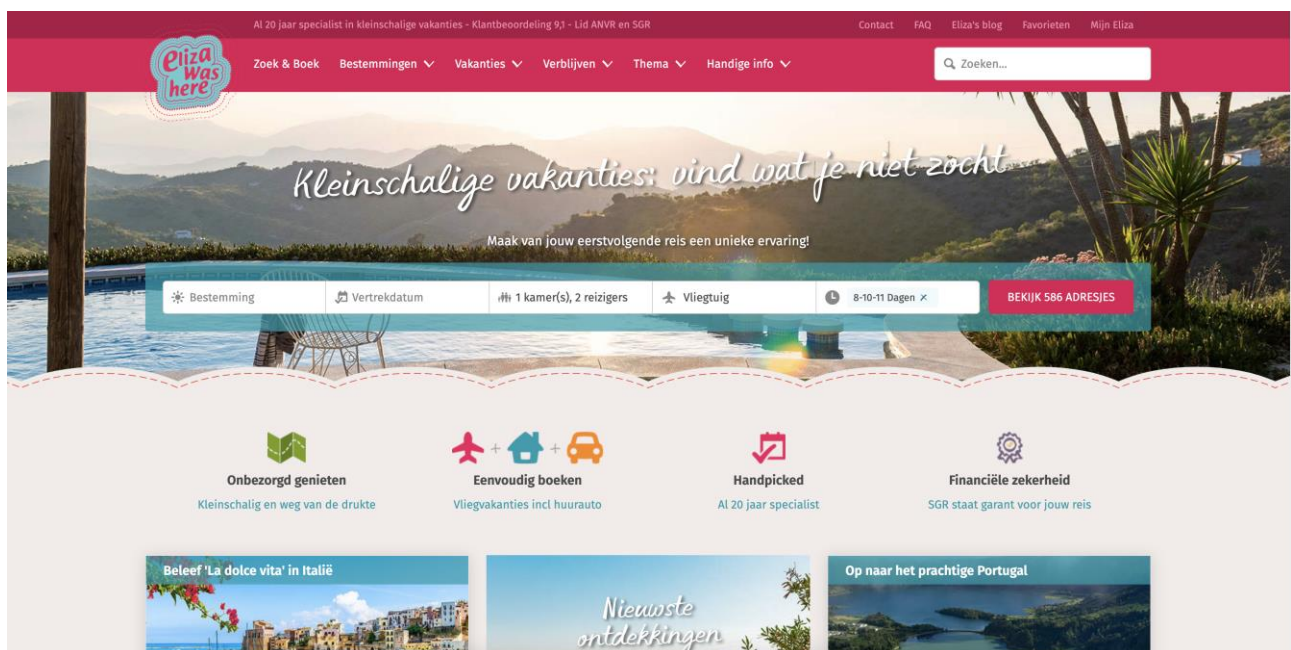 Al 20 jaar specialist in kleinschalige vakanties - Klantbeoordeling 9,1 - Lid ANVR en SGR
Contact FAQ Eliza's blog Favorieten Mijn Eliza
eliza
was
here
Zoek & Boek Bestemmingen Vakanties Verblijven Thema Handige info
Zoeken...
Kleinschalige vakanties: vind wat je niet zocht
Maak van jouw eerstvolgende reis een unieke ervaring!
Bestemming Vertrekdatum 1 kamer(s), 2 reizigers Vliegtuig 8-10-11 Dagen × BEKIJK 586 ADRESJES
Onbezorgd genieten
Kleinschalig en weg van de drukte
+ +
Eenvoudig boeken
Vliegvakanties incl huurauto
Handpicked
Al 20 jaar specialist
Financiële zekerheid
SGR staat garant voor jouw reis
Beleef 'La dolce vita' in Italië
Nieuwste
ontdekkingen
Op naar het prachtige Portugal